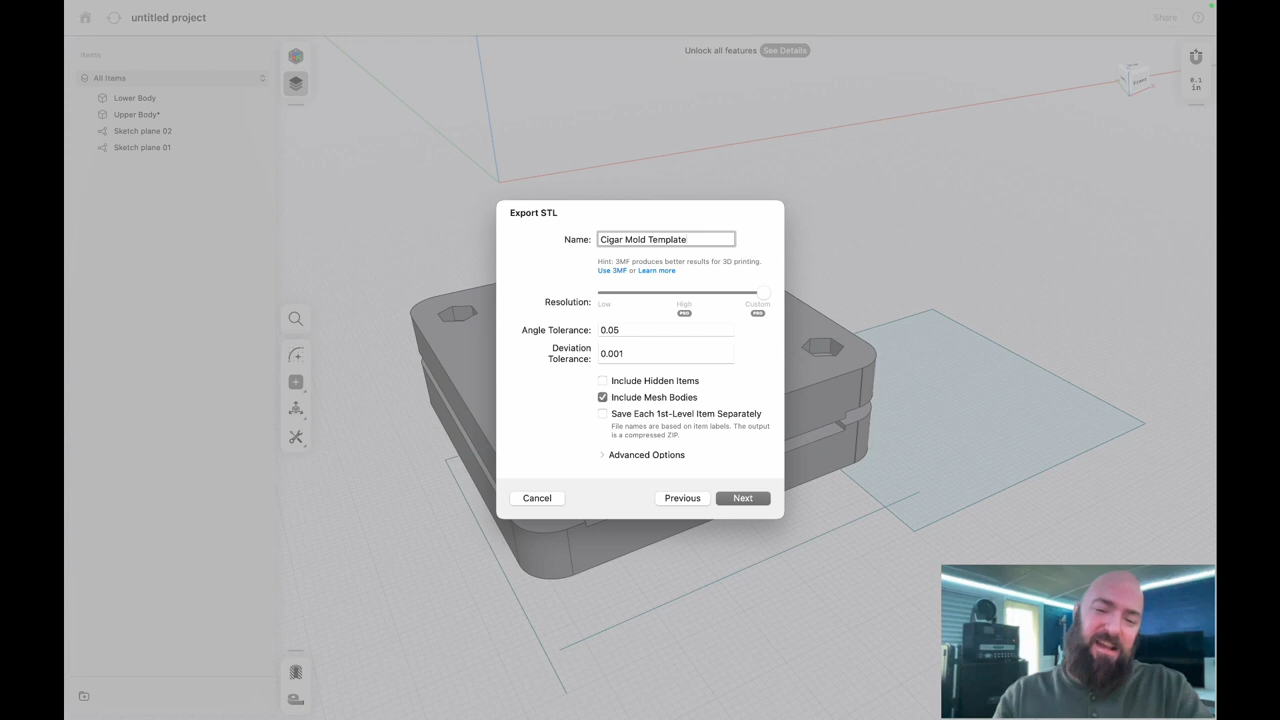 untitled project
Share
Items
Unlock all features See Details
All Items
0.1
in
Lower Body
Upper Body*
Sketch plane 02
Sketch plane 01
Export STL
Name: Cigar Mold Template
Hint: 3MF produces better results for 3D printing.
Use 3MF or Learn more
Resolution:
Low High Custom
PRO PRO
Angle Tolerance: 0.05
Deviation
Tolerance: 0.001
Include Hidden Items
Include Mesh Bodies
Save Each 1st-Level Item Separately
File names are based on item labels. The output
is a compressed ZIP.
Advanced Options
Cancel Previous Next